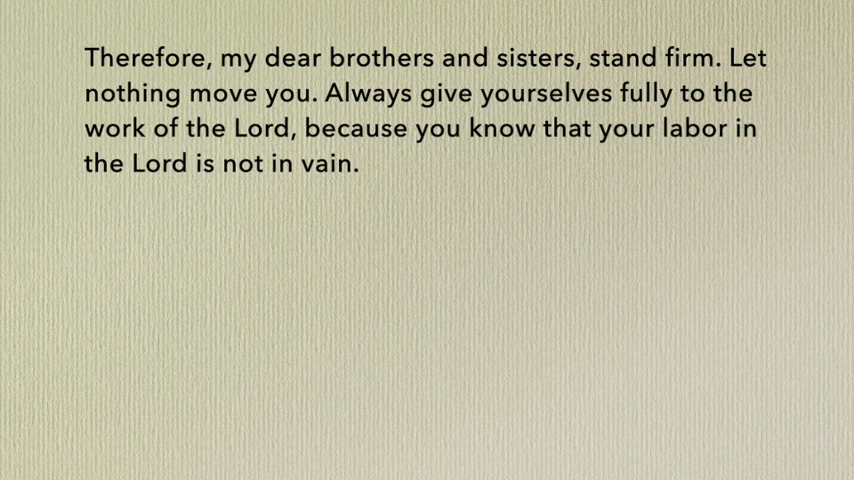 Therefore, my dear brothers and sisters, stand firm. Let
nothing move you. Always give yourselves fully to the
work of the Lord, because you know that your labor in
the Lord is not in vain.